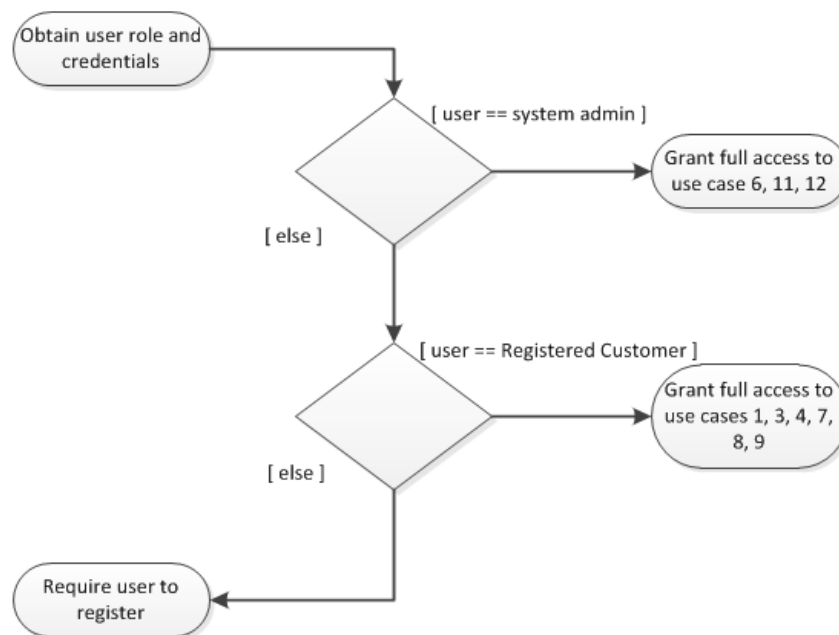 Obtain user role and
credentials
[ user == system admin ]
Grant full access to
use case 6, 11, 12
[ else ]
[ user == Registered Customer ]
Grant full access to
use cases 1, 3, 4, 7,
8, 9
[ else ]
Require user to
register